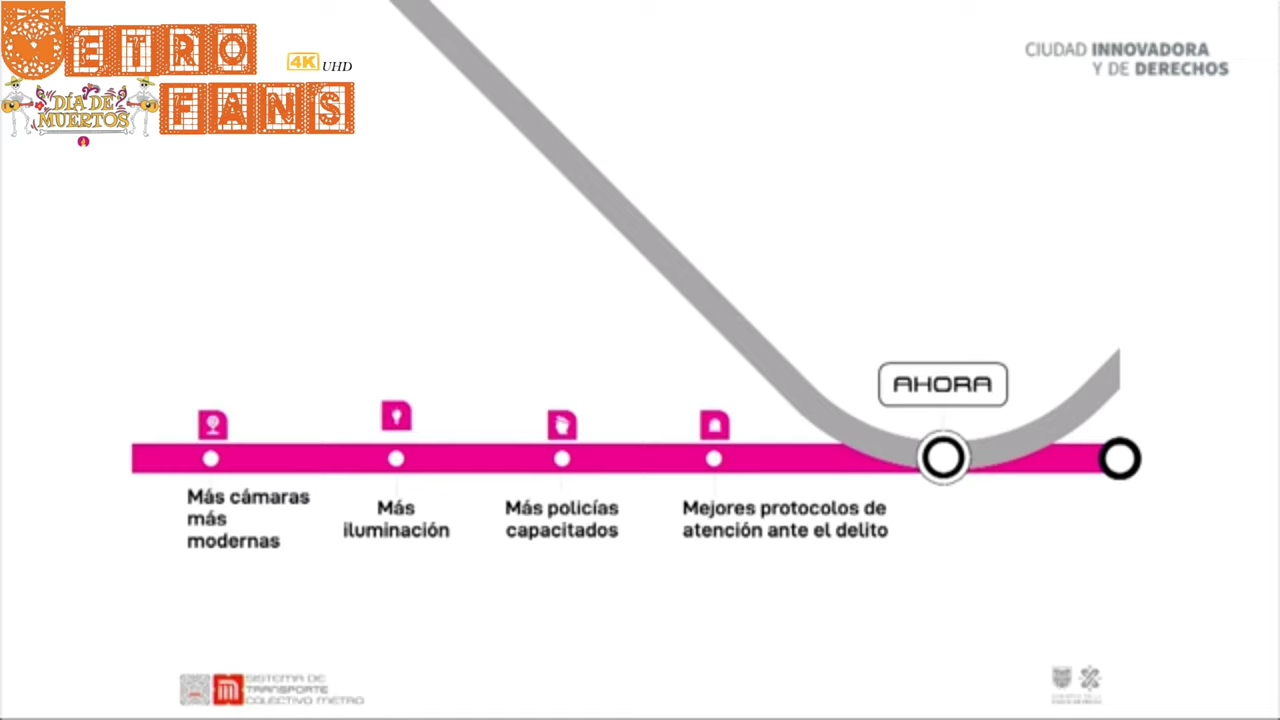 METRO
4K UHD
FANS
DÍA DE
MUERTOS
CIUDAD INNOVADORA
Y DE DERECHOS
AHORA
Más cámaras
más
modernas
Más
iluminación
Más policías
capacitados
Mejores protocolos de
atención ante el delito
SISTEMA DE
TRANSPORTE
COLECTIVO METRO